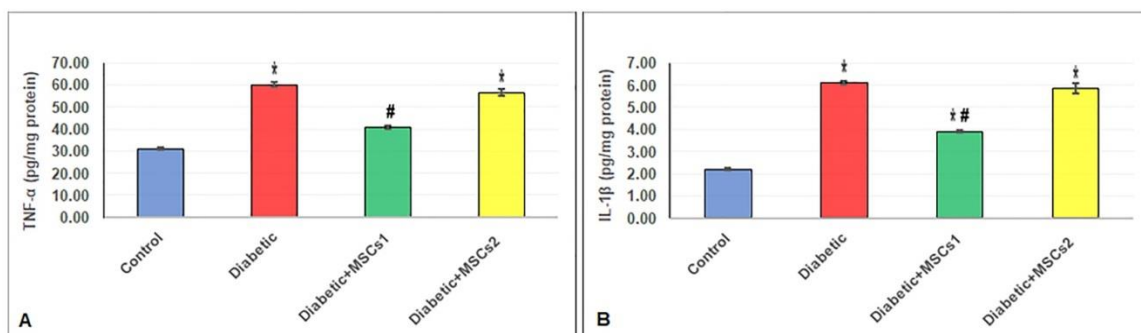 TNF-α (pg/mg protein)
70.00
60.00
50.00
40.00
30.00
20.00
10.00
0.00
#
Control
Diabetic
Diabetic+MSCs1
Diabetic+MSCs2
A
IL-1β (pg/mg protein)
7.00
6.00
5.00
4.00
3.00
2.00
1.00
0.00
#
Control
Diabetic
Diabetic+MSCs1
Diabetic+MSCs2
B